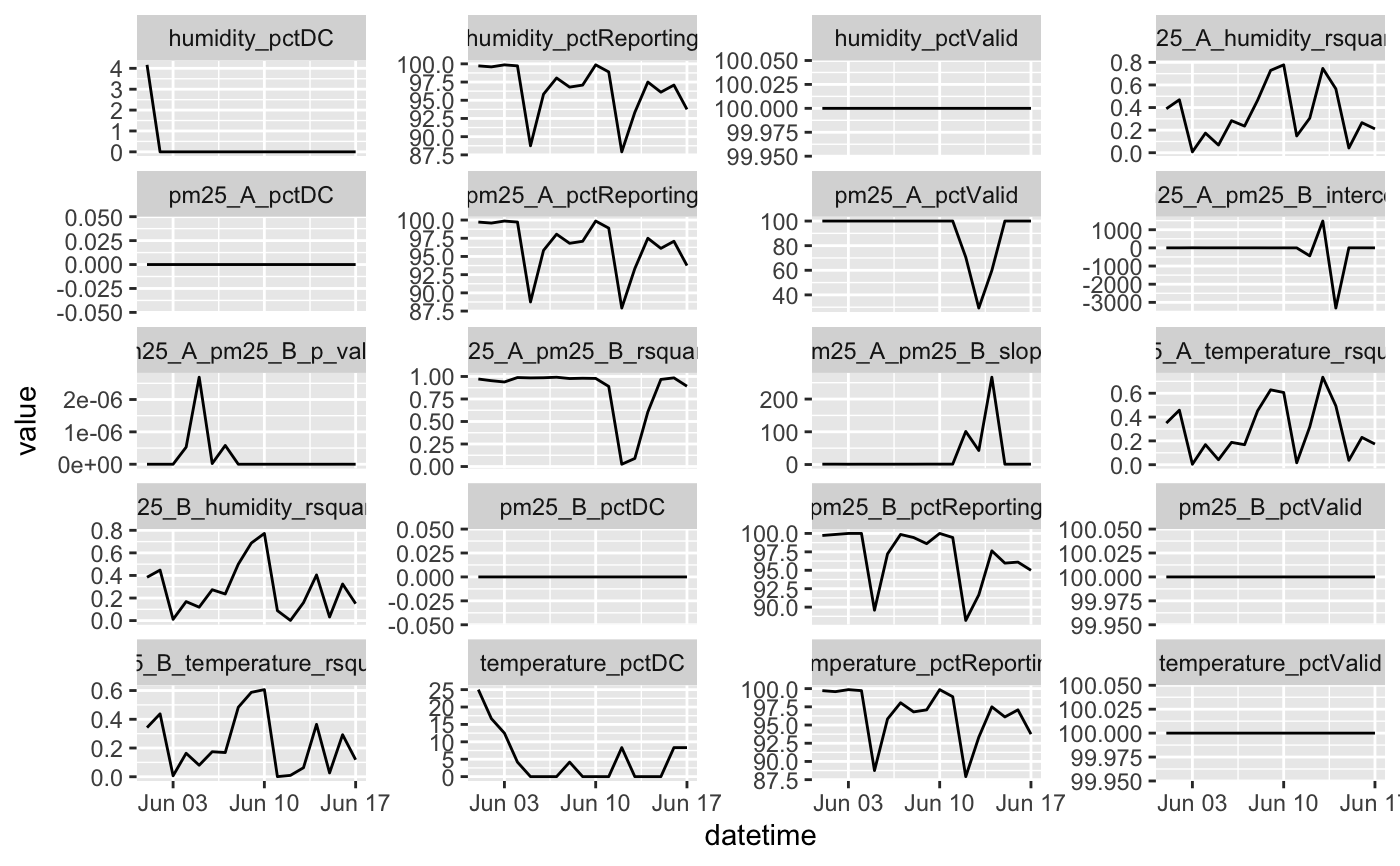 humidity_pctDC
humidity_pctReporting
humidity_pctValid
25_A_humidity_rsquar
4
3
2
1
0
100.0
97.5
95.0
92.5
90.0
87.5
100.050
100.025
100.000
99.975
99.950
0.8
0.6
0.4
0.2
0.0
pm25_A_pctDC
pm25_A_pctReporting
pm25_A_pctValid
25_A_pm25_B_interc
0.050
0.025
0.000
-0.025
-0.050
100.0
97.5
95.0
92.5
90.0
87.5
100
80
60
40
1000
0
-1000
-2000
-3000
m25_A_pm25_B_p_val
25_A_pm25_B_rsquar
m25_A_pm25_B_slop
5_A_temperature_rsqu
2e-06
1e-06
0e+00
1.00
0.75
0.50
0.25
0.00
200
100
0
0.6
0.4
0.2
0.0
25_B_humidity_rsquar
pm25_B_pctDC
pm25_B_pctReporting
pm25_B_pctValid
0.8
0.6
0.4
0.2
0.0
0.050
0.025
0.000
-0.025
-0.050
100.0
97.5
95.0
92.5
90.0
100.050
100.025
100.000
99.975
99.950
5_B_temperature_rsqu
temperature_pctDC
mperature_pctReportin
temperature_pctValid
0.6
0.4
0.2
0.0
25
20
15
10
5
0
100.0
97.5
95.0
92.5
90.0
87.5
100.050
100.025
100.000
99.975
99.950
Jun 03
Jun 10
Jun 17
Jun 03
Jun 10
Jun 17
Jun 03
Jun 10
Jun 17
Jun 03
Jun 10
Jun 1
value
datetime